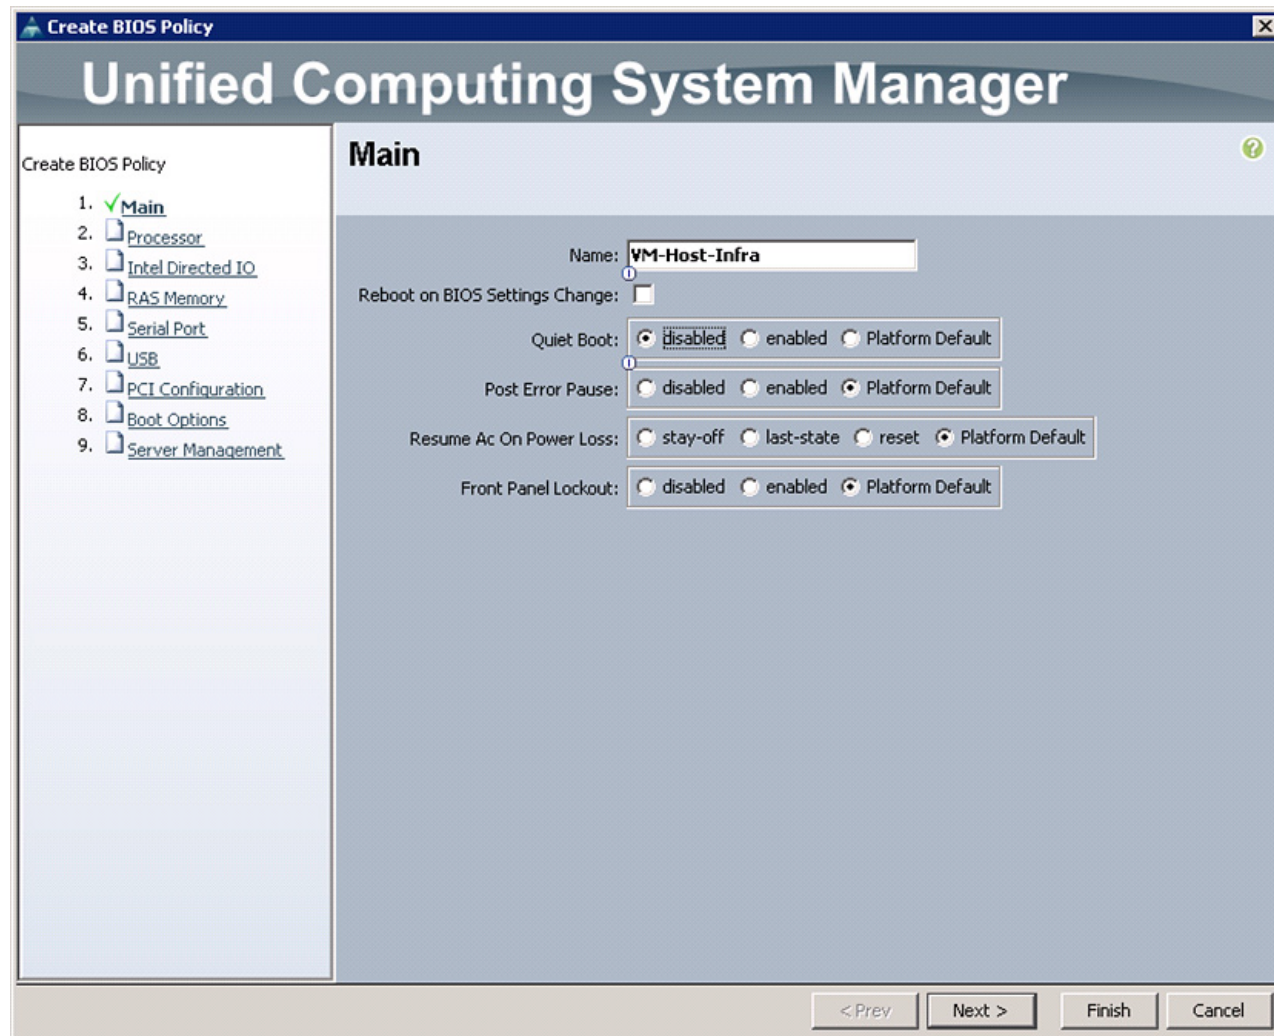 Create BIOS Policy
Unified Computing System Manager
Create BIOS Policy
1. Main
2. Processor
3. Intel Directed IO
4. RAS Memory
5. Serial Port
6. USB
7. PCI Configuration
8. Boot Options
9. Server Management
Main
Name: VM-Host-Infra
Reboot on BIOS Settings Change:
Quiet Boot: disabled enabled Platform Default
Post Error Pause: disabled enabled Platform Default
Resume Ac On Power Loss: stay-off last-state reset Platform Default
Front Panel Lockout: disabled enabled Platform Default
< Prev Next > Finish Cancel